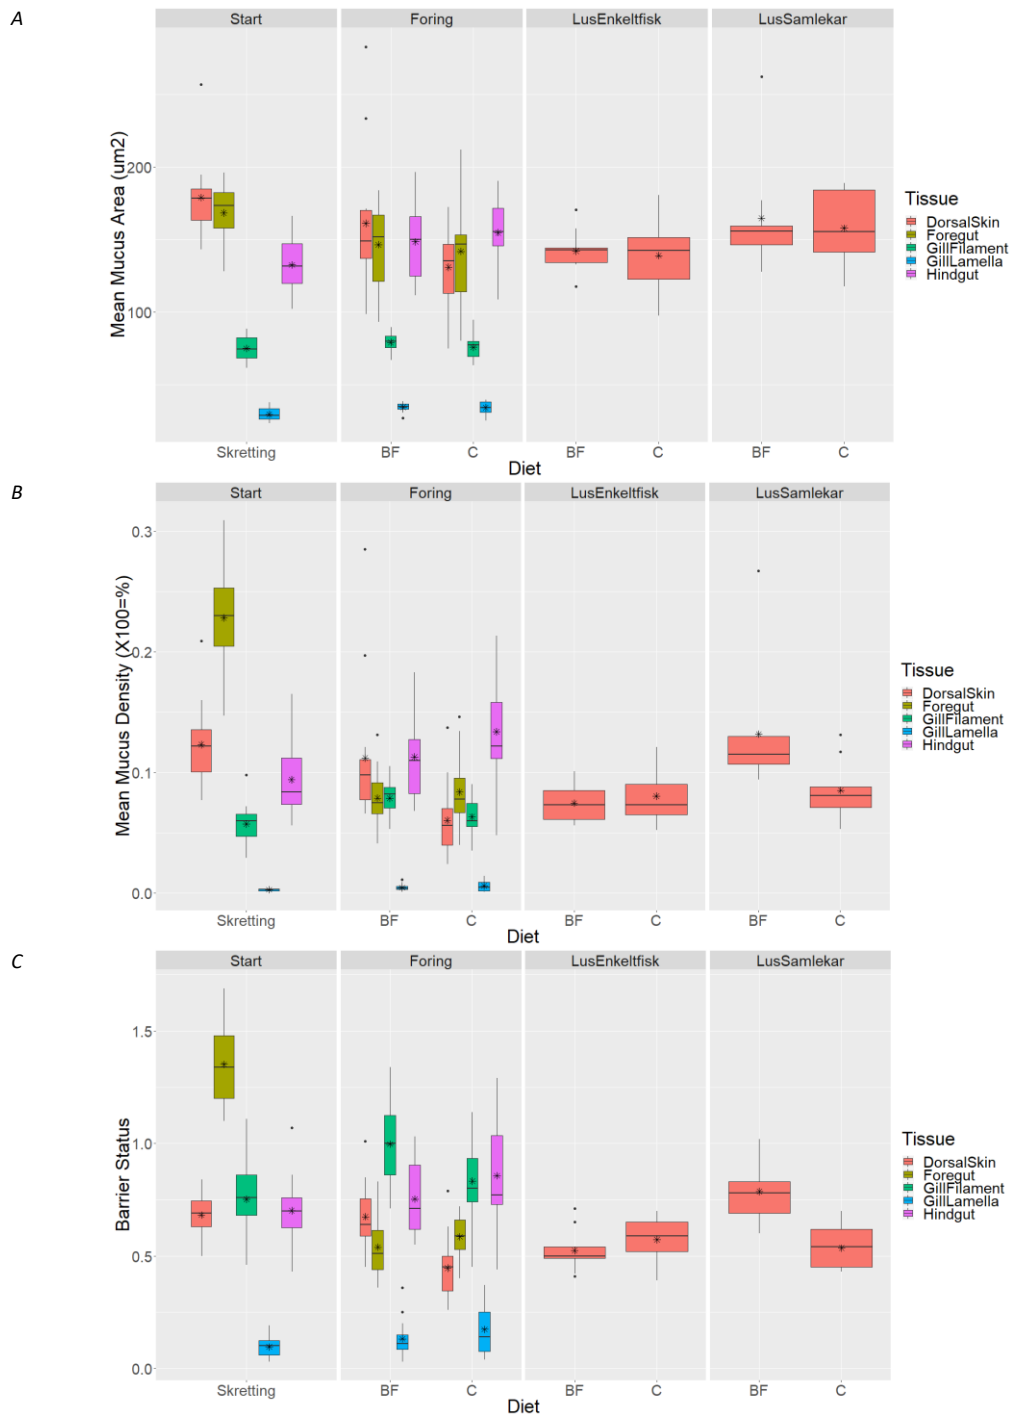 A
Start Foring LusEnkeltfisk LusSamlekar
Mean Mucus Area (um2)
200
100
Skretting BF C BF C BF C
Diet
Tissue
DorsalSkin
Foregut
GillFilament
GillLamella
Hindgut
B
Start Foring LusEnkeltfisk LusSamlekar
Mean Mucus Density (X100=%)
0.3
0.2
0.1
0.0
Skretting BF C BF C BF C
Diet
Tissue
DorsalSkin
Foregut
GillFilament
GillLamella
Hindgut
C
Start Foring LusEnkeltfisk LusSamlekar
Barrier Status
1.5
1.0
0.5
0.0
Skretting BF C BF C BF C
Diet
Tissue
DorsalSkin
Foregut
GillFilament
GillLamella
Hindgut